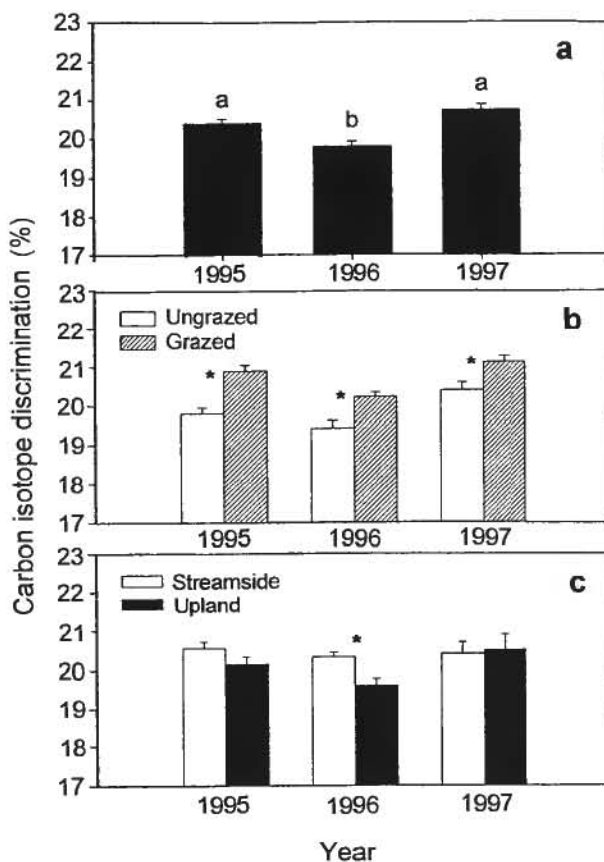 Carbon isotope discrimination (%)
23
22
21
20
19
18
17
a
a
b
a
1995
1996
1997
23
22
21
20
19
18
17
b
Ungrazed
Grazed
*
*
*
1995
1996
1997
23
22
21
20
19
18
17
c
Streamside
Upland
*
1995
1996
1997
Year